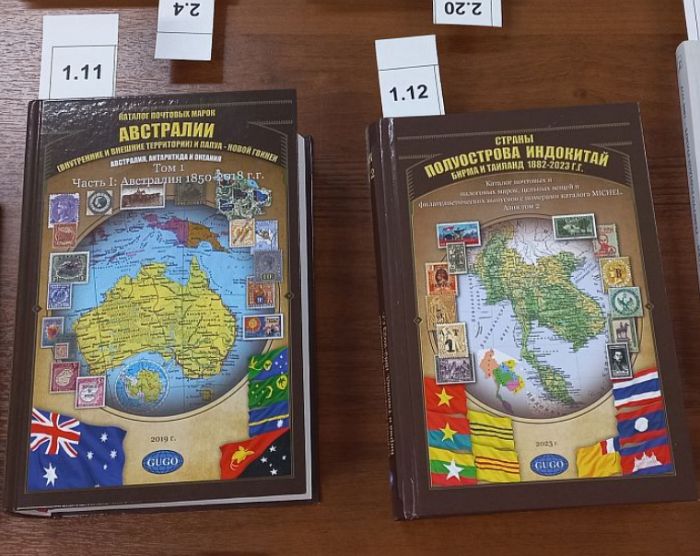 2.4
2.20
1.11
1.12
КАТАЛОГ ПОЧТОВЫХ МАРОК
АВСТРАЛИИ
(ВНУТРЕННИЕ И ВНЕШНИЕ ТЕРРИТОРИИ) И ПАПУА - НОВОЙ ГВИНЕИ
АВСТРАЛИЯ, АНТАРКТИДА И ОКЕАНИЯ
Том 1
Часть I: Австралия 1850-2018 г.г.
2019 г.
GUGO
СТРАНЫ
ПОЛУОСТРОВА ИНДОКИТАЙ
БИРМА И ТАИЛАНД 1882-2023 Г.Г.
Каталог почтовых и
налоговых марок, цельных вещей и
филателистических выпусков с номерами каталога MICHEL.
Азия том 2
2023 г.
GUGO